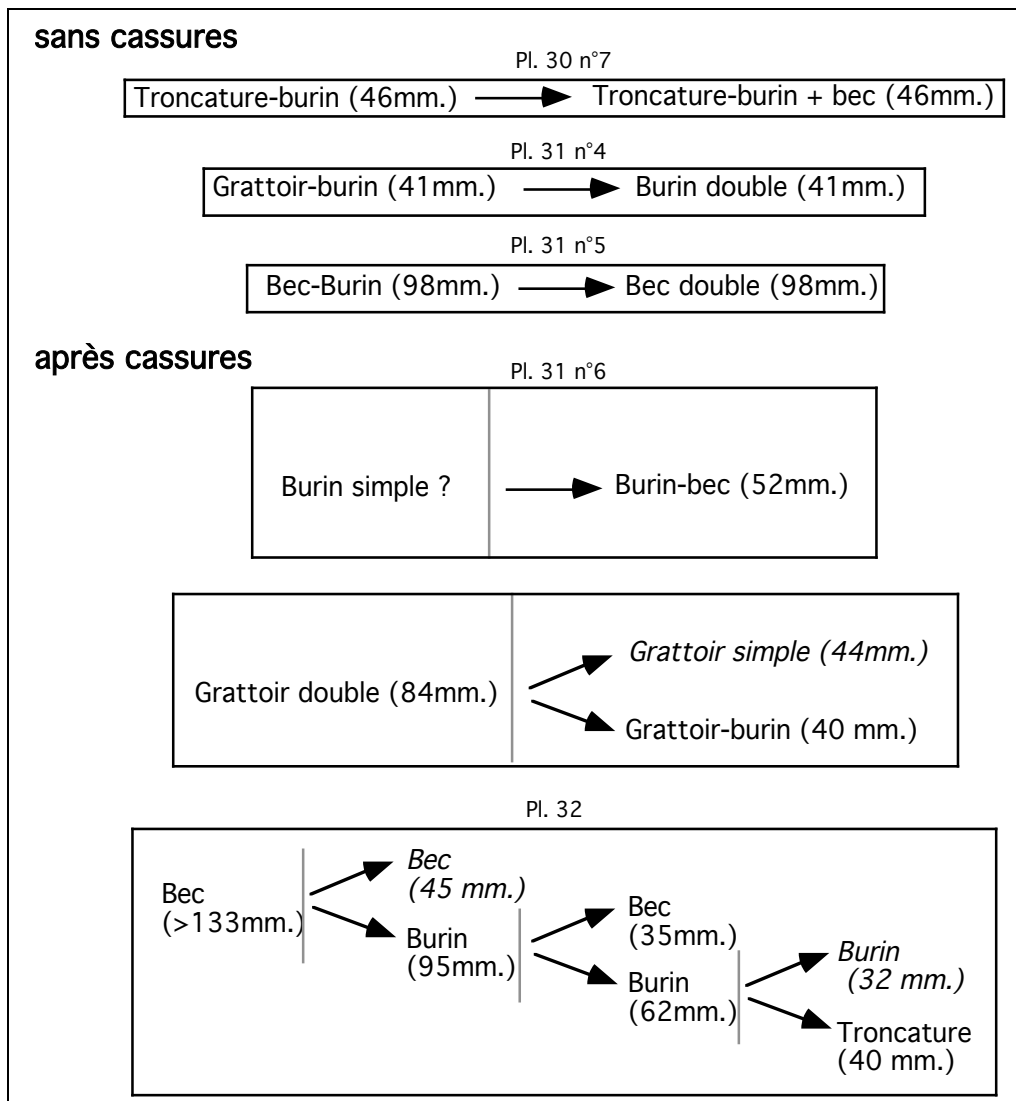 sans cassures
Pl. 30 n°7
Troncature-burin (46mm.) Troncature-burin + bec (46mm.)
Pl. 31 n°4
Grattoir-burin (41mm.) Burin double (41mm.)
Pl. 31 n°5
Bec-Burin (98mm.) Bec double (98mm.)
après cassures
Pl. 31 n°6
Burin simple ? Burin-bec (52mm.)
Grattoir double (84mm.)
Grattoir simple (44mm.)
Grattoir-burin (40 mm.)
Pl. 32
Bec
(>133mm.)
Bec
(45 mm.)
Burin
(95mm.)
Bec
(35mm.)
Burin
(62mm.)
Burin
(32 mm.)
Troncature
(40 mm.)